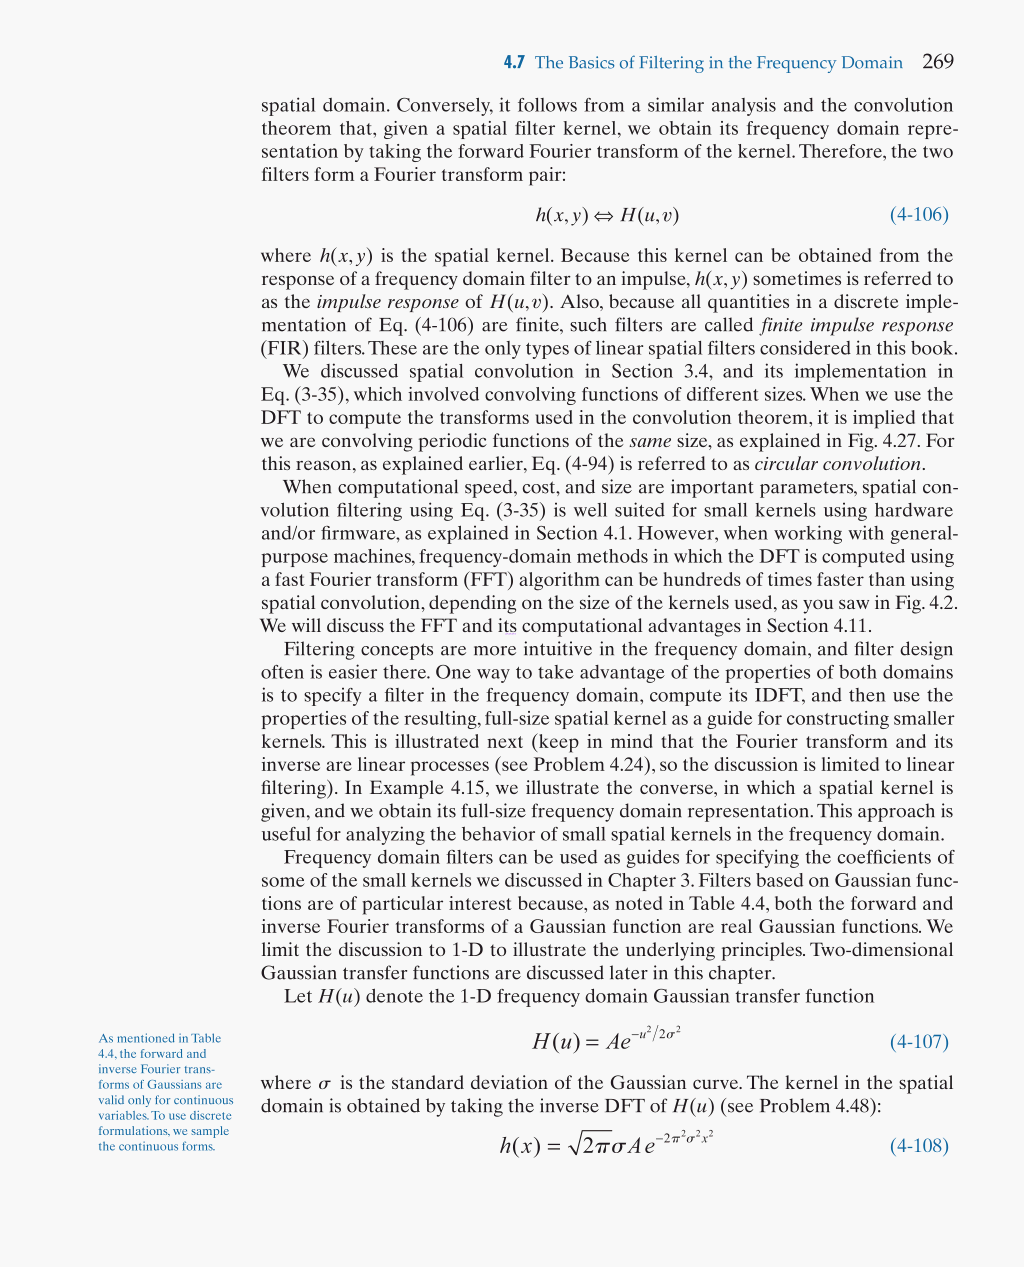 4.7 The Basics of Filtering in the Frequency Domain 269
spatial domain. Conversely, it follows from a similar analysis and the convolution
theorem that, given a spatial filter kernel, we obtain its frequency domain repre-
sentation by taking the forward Fourier transform of the kernel. Therefore, the two
filters form a Fourier transform pair:
h(x, y) ⇔ H(u, v) (4-106)
where h(x, y) is the spatial kernel. Because this kernel can be obtained from the
response of a frequency domain filter to an impulse, h(x, y) sometimes is referred to
as the impulse response of H(u, v). Also, because all quantities in a discrete imple-
mentation of Eq. (4-106) are finite, such filters are called finite impulse response
(FIR) filters. These are the only types of linear spatial filters considered in this book.
We discussed spatial convolution in Section 3.4, and its implementation in
Eq. (3-35), which involved convolving functions of different sizes. When we use the
DFT to compute the transforms used in the convolution theorem, it is implied that
we are convolving periodic functions of the same size, as explained in Fig. 4.27. For
this reason, as explained earlier, Eq. (4-94) is referred to as circular convolution.
When computational speed, cost, and size are important parameters, spatial con-
volution filtering using Eq. (3-35) is well suited for small kernels using hardware
and/or firmware, as explained in Section 4.1. However, when working with general-
purpose machines, frequency-domain methods in which the DFT is computed using
a fast Fourier transform (FFT) algorithm can be hundreds of times faster than using
spatial convolution, depending on the size of the kernels used, as you saw in Fig. 4.2.
We will discuss the FFT and its computational advantages in Section 4.11.
Filtering concepts are more intuitive in the frequency domain, and filter design
often is easier there. One way to take advantage of the properties of both domains
is to specify a filter in the frequency domain, compute its IDFT, and then use the
properties of the resulting, full-size spatial kernel as a guide for constructing smaller
kernels. This is illustrated next (keep in mind that the Fourier transform and its
inverse are linear processes (see Problem 4.24), so the discussion is limited to linear
filtering). In Example 4.15, we illustrate the converse, in which a spatial kernel is
given, and we obtain its full-size frequency domain representation. This approach is
useful for analyzing the behavior of small spatial kernels in the frequency domain.
Frequency domain filters can be used as guides for specifying the coefficients of
some of the small kernels we discussed in Chapter 3. Filters based on Gaussian func-
tions are of particular interest because, as noted in Table 4.4, both the forward and
inverse Fourier transforms of a Gaussian function are real Gaussian functions. We
limit the discussion to 1-D to illustrate the underlying principles. Two-dimensional
Gaussian transfer functions are discussed later in this chapter.
Let H(u) denote the 1-D frequency domain Gaussian transfer function
H(u) = Ae^{−u²/2σ²} (4-107)
where σ is the standard deviation of the Gaussian curve. The kernel in the spatial
domain is obtained by taking the inverse DFT of H(u) (see Problem 4.48):
h(x) = √(2π)σAe^{−2π²σ²x²} (4-108)
As mentioned in Table
4.4, the forward and
inverse Fourier trans-
forms of Gaussians are
valid only for continuous
variables. To use discrete
formulations, we sample
the continuous forms.